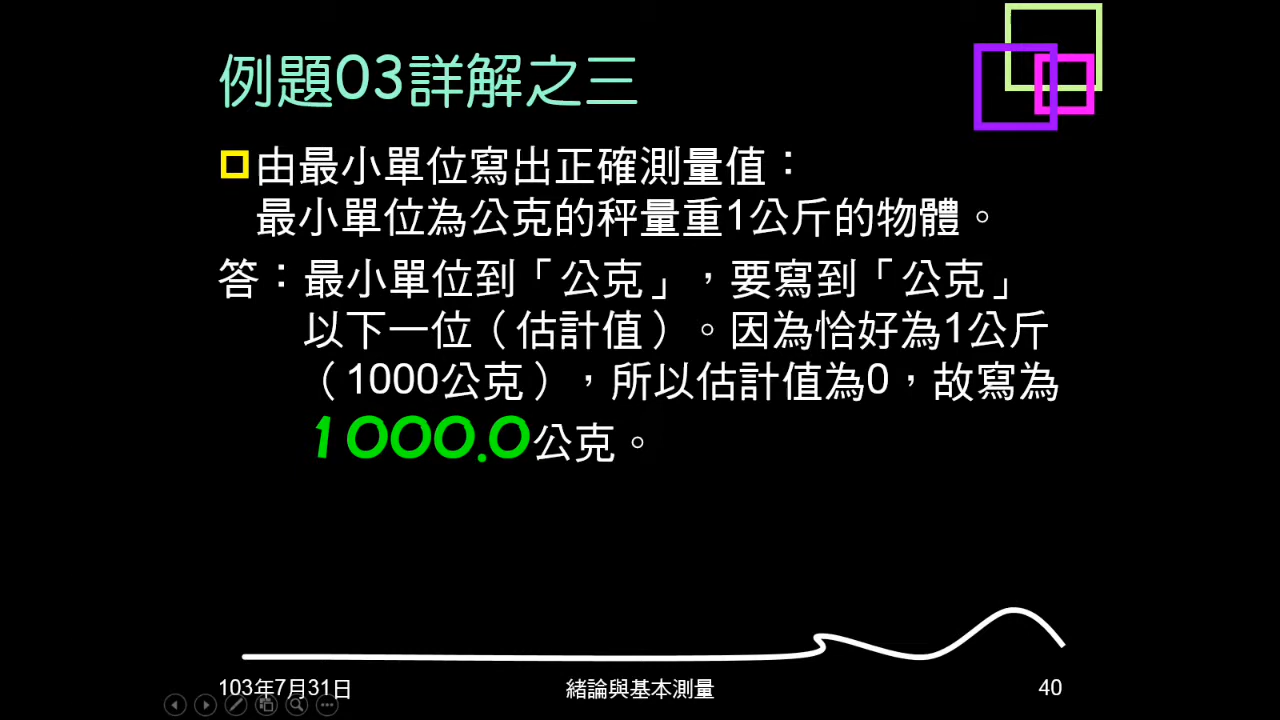 例題03詳解之三
由最小單位寫出正確測量值：
最小單位為公克的秤量重1公斤的物體。
答：最小單位到「公克」，要寫到「公克」
以下一位（估計值）。因為恰好為1公斤
（1000公克），所以估計值為0，故寫為
1000.0公克。
103年7月31日
緒論與基本測量
40